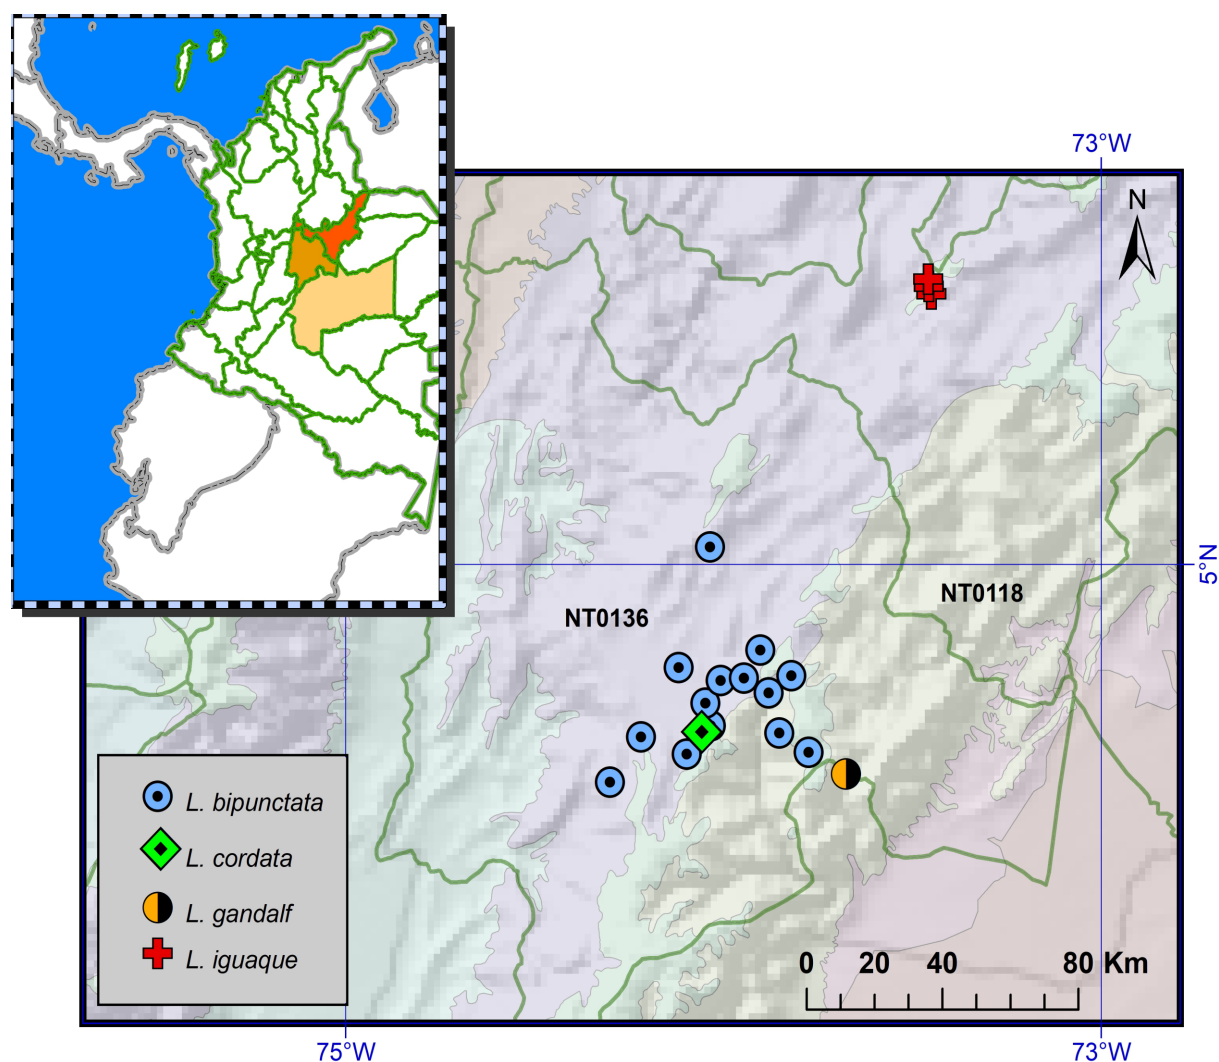 73°W
N
5°N
NT0118
NT0136
L. bipunctata
L. cordata
L. gandalf
L. iguaque
0 20 40 80 Km
75°W
73°W